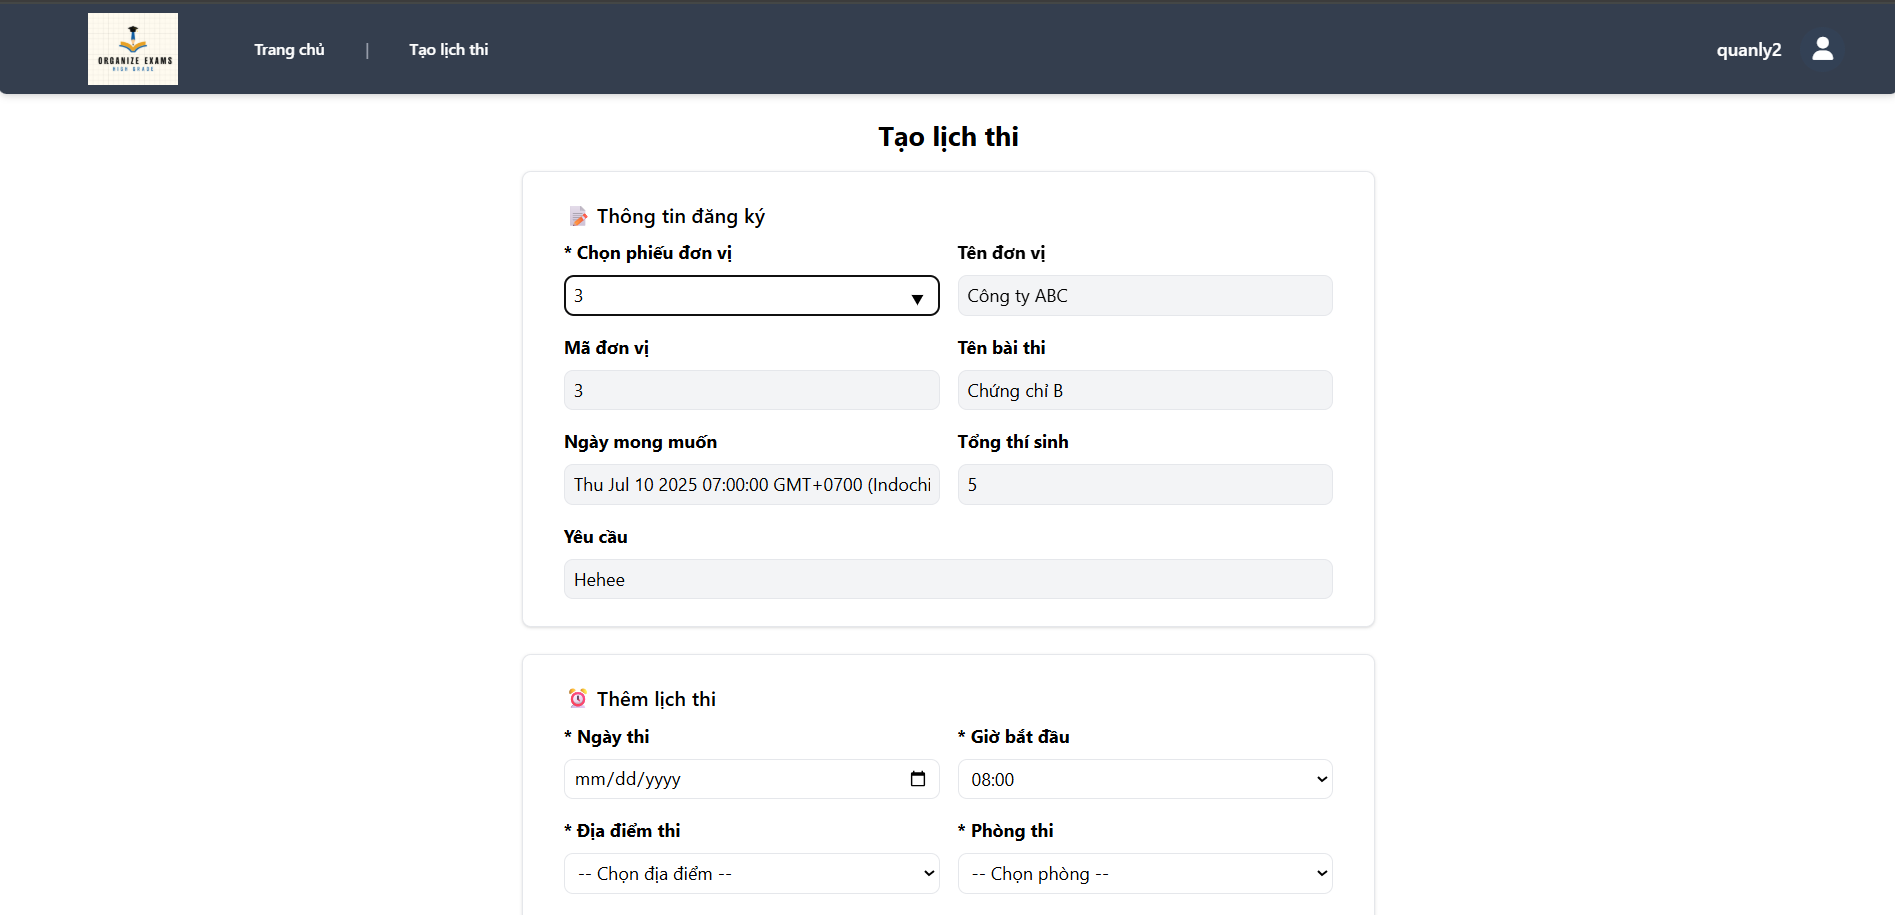 ORGANIZE EXAMS
HIGH GRADE
Trang chủ | Tạo lịch thi
quanly2
Tạo lịch thi
Thông tin đăng ký
* Chọn phiếu đơn vị
Tên đơn vị
3
Công ty ABC
Mã đơn vị
Tên bài thi
3
Chứng chỉ B
Ngày mong muốn
Tổng thí sinh
Thu Jul 10 2025 07:00:00 GMT+0700 (Indochi
5
Yêu cầu
Hehee
Thêm lịch thi
* Ngày thi
* Giờ bắt đầu
mm/dd/yyyy
08:00
* Địa điểm thi
* Phòng thi
-- Chọn địa điểm --
-- Chọn phòng --